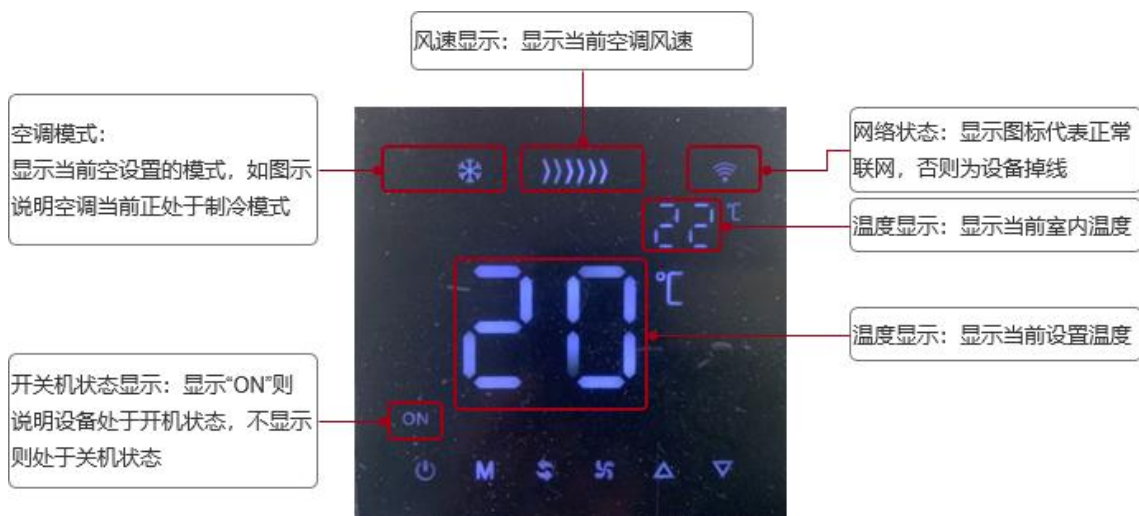 风速显示：显示当前空调风速
空调模式：
显示当前空设置的模式，如图示
说明空调当前正处于制冷模式
网络状态：显示图标代表正常
联网，否则为设备掉线
22℃
温度显示：显示当前室内温度
20℃
温度显示：显示当前设置温度
开关机状态显示：显示“ON”则
说明设备处于开机状态，不显示
则处于关机状态
ON
M